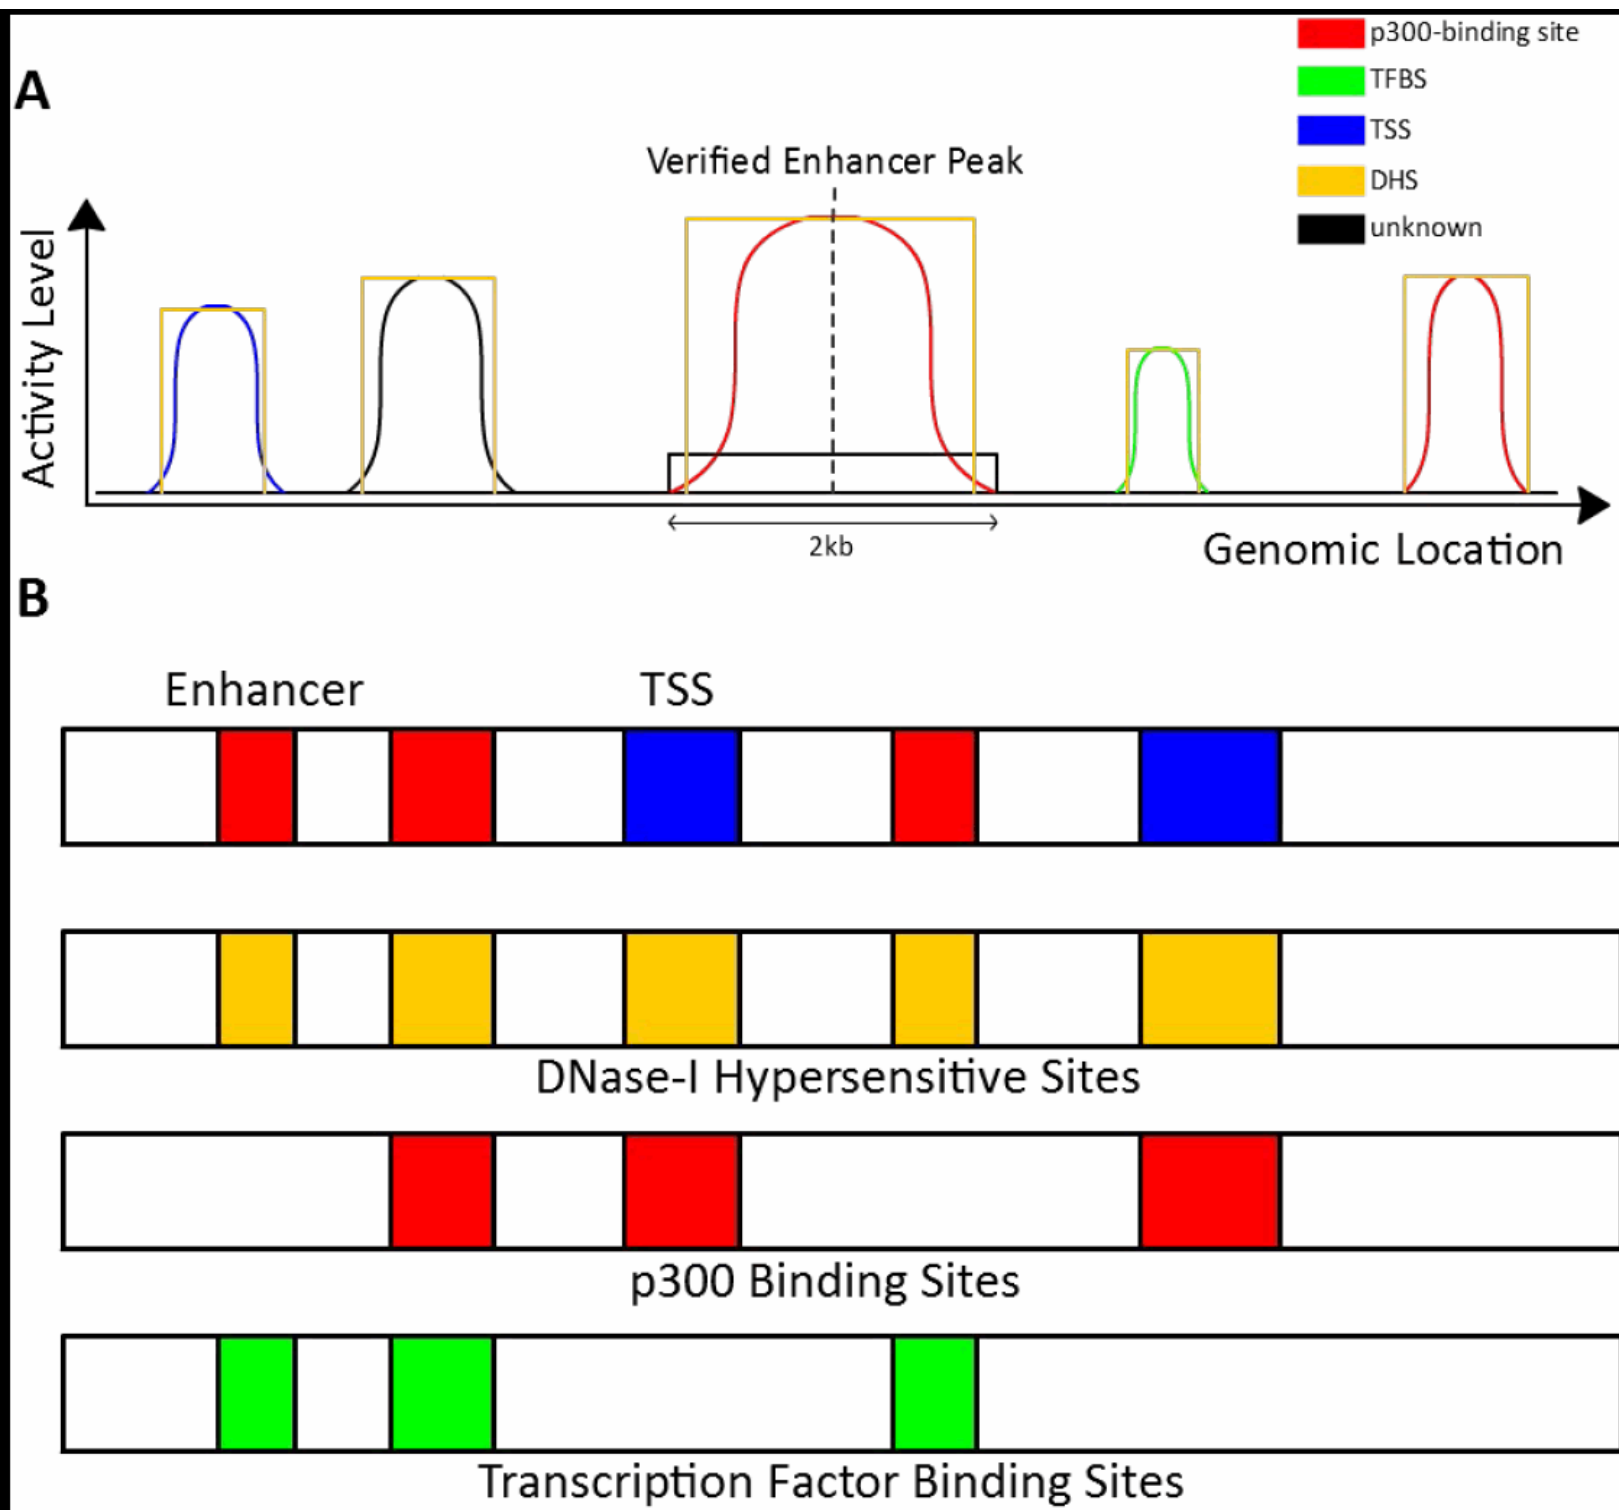 p300-binding site
TFBS
TSS
DHS
unknown
A
Verified Enhancer Peak
Activity Level
2kb
Genomic Location
B
Enhancer TSS
DNase-I Hypersensitive Sites
p300 Binding Sites
Transcription Factor Binding Sites